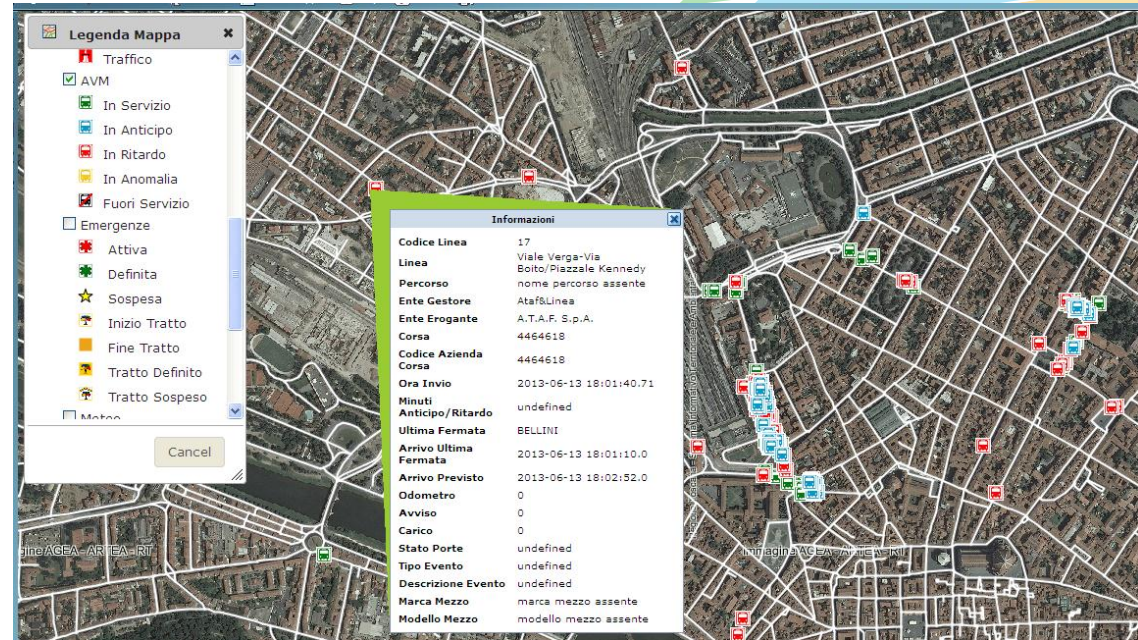 Legenda Mappa
Traffico
AVM
In Servizio
In Anticipo
In Ritardo
In Anomalia
Fuori Servizio
Emergenze
Attiva
Definita
Sospesa
Inizio Tratto
Fine Tratto
Tratto Definito
Tratto Sospeso
Meteo
Cancel
Informazioni
Codice Linea 17
Linea Viale Verga-Via
Boito/Piazzale Kennedy
Percorso nome percorso assente
Ente Gestore Ataf&Linea
Ente Erogante A.T.A.F. S.p.A.
Corsa 4464618
Codice Azienda
Corsa 4464618
Ora Invio 2013-06-13 18:01:40.71
Minuti
Anticipo/Ritardo undefined
Ultima Fermata BELLINI
Arrivo Ultima
Fermata 2013-06-13 18:01:10.0
Arrivo Previsto 2013-06-13 18:02:52.0
Odometro 0
Avviso 0
Carico 0
Stato Porte undefined
Tipo Evento undefined
Descrizione Evento undefined
Marca Mezzo marca mezzo assente
Modello Mezzo modello mezzo assente
gine AGEA - ARTEA - RT
Immagine AGEA - ARTEA - RT